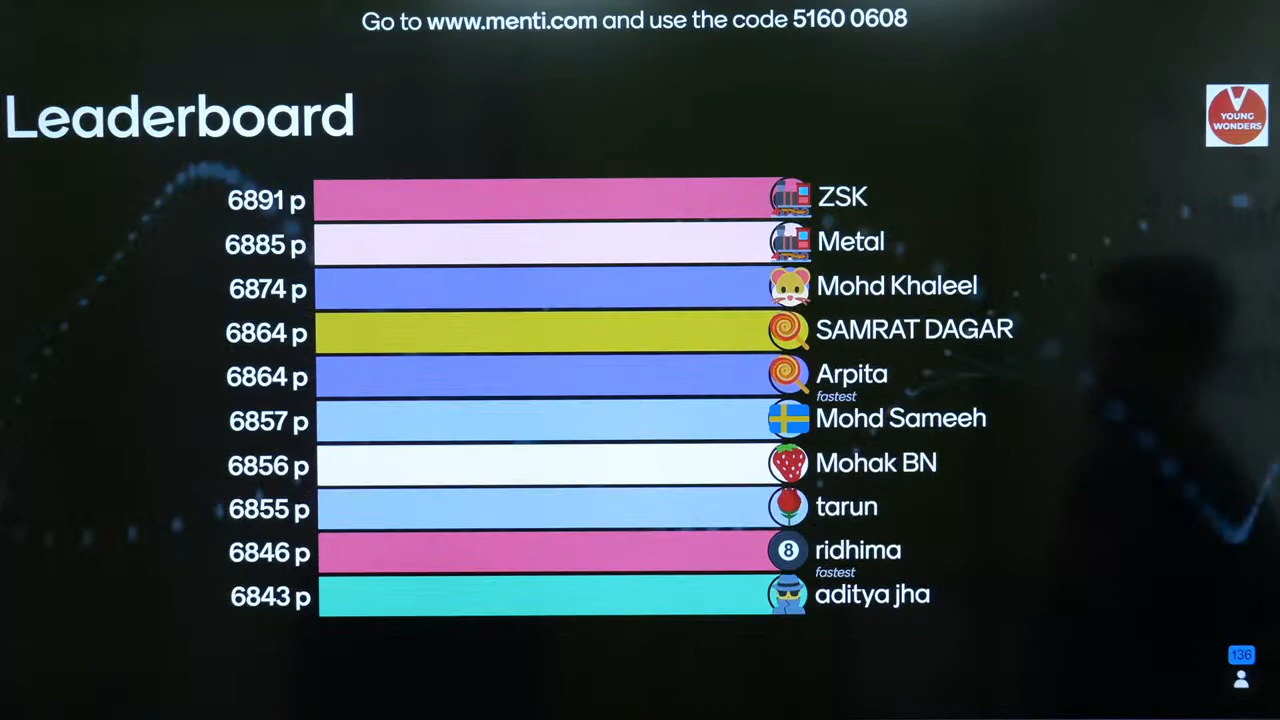 Go to www.menti.com and use the code 5160 0608
Leaderboard
YOUNG
WONDERS
6891 p ZSK
6885 p Metal
6874 p Mohd Khaleel
6864 p SAMRAT DAGAR
6864 p Arpita
fastest
6857 p Mohd Sameeh
6856 p Mohak BN
6855 p tarun
6846 p 8 ridhima
fastest
6843 p aditya jha
136